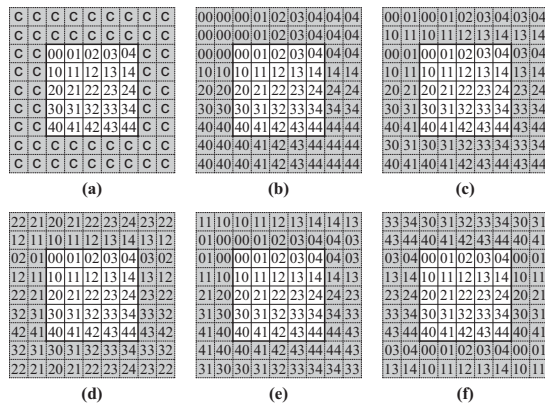 C C C C C C C C C
C C C C C C C C C
C C 00 01 02 03 04 C C
C C 10 11 12 13 14 C C
C C 20 21 22 23 24 C C
C C 30 31 32 33 34 C C
C C 40 41 42 43 44 C C
C C C C C C C C C
C C C C C C C C C
(a)
00 00 00 01 02 03 04 04 04
00 00 00 01 02 03 04 04 04
00 00 00 01 02 03 04 04 04
10 10 10 11 12 13 14 14 14
20 20 20 21 22 23 24 24 24
30 30 30 31 32 33 34 34 34
40 40 40 41 42 43 44 44 44
40 40 40 41 42 43 44 44 44
40 40 40 41 42 43 44 44 44
(b)
00 01 00 01 02 03 04 03 04
10 11 10 11 12 13 14 13 14
00 01 00 01 02 03 04 03 04
10 11 10 11 12 13 14 13 14
20 21 20 21 22 23 24 23 24
30 31 30 31 32 33 34 33 34
40 41 40 41 42 43 44 43 44
30 31 30 31 32 33 34 33 34
40 41 40 41 42 43 44 43 44
(c)
22 21 20 21 22 23 24 23 22
12 11 10 11 12 13 14 13 12
02 01 00 01 02 03 04 03 02
12 11 10 11 12 13 14 13 12
22 21 20 21 22 23 24 23 22
32 31 30 31 32 33 34 33 32
42 41 40 41 42 43 44 43 42
32 31 30 31 32 33 34 33 32
22 21 20 21 22 23 24 23 22
(d)
11 10 10 11 12 13 14 14 13
01 00 00 01 02 03 04 04 03
01 00 00 01 02 03 04 04 03
11 10 10 11 12 13 14 14 13
21 20 20 21 22 23 24 24 23
31 30 30 31 32 33 34 34 33
41 40 40 41 42 43 44 44 43
41 40 40 41 42 43 44 44 43
31 30 30 31 32 33 34 34 33
(e)
33 34 30 31 32 33 34 30 31
43 44 40 41 42 43 44 40 41
03 04 00 01 02 03 04 00 01
13 14 10 11 12 13 14 10 11
23 24 20 21 22 23 24 20 21
33 34 30 31 32 33 34 30 31
43 44 40 41 42 43 44 40 41
03 04 00 01 02 03 04 00 01
13 14 10 11 12 13 14 10 11
(f)